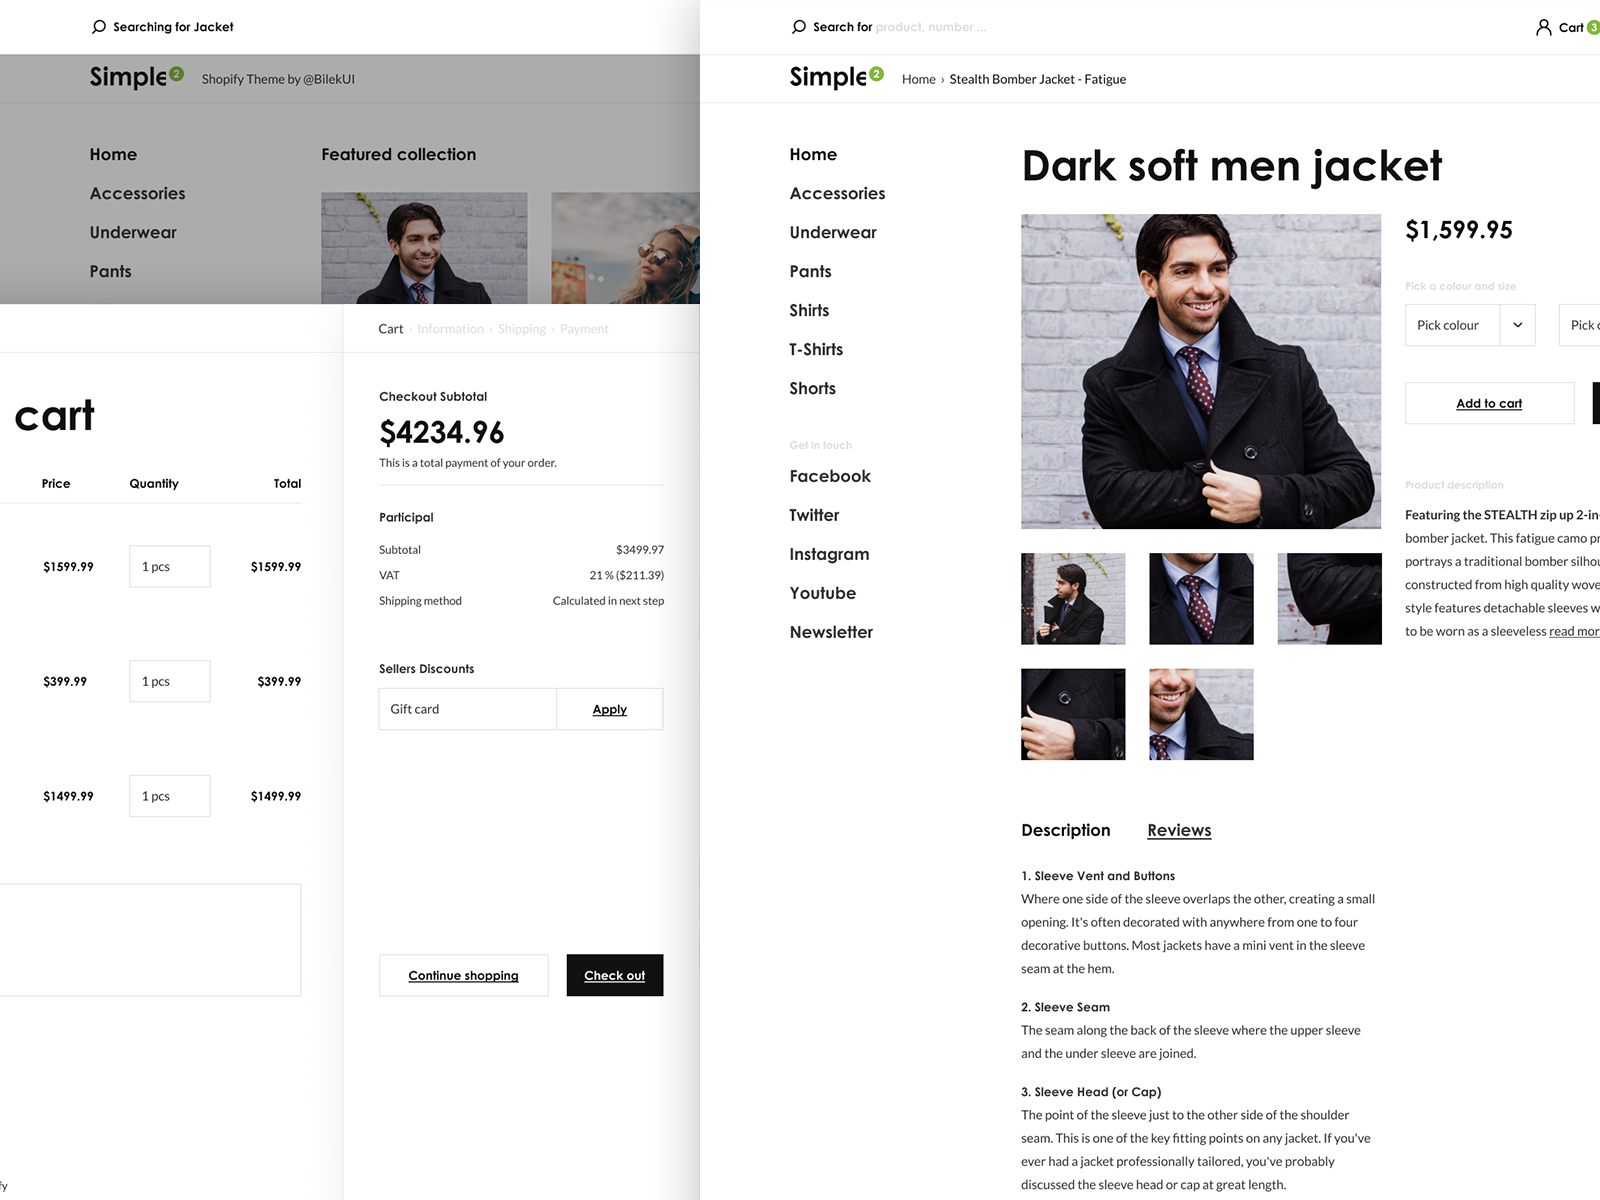 Searching for Jacket
Simple 2
Shopify Theme by @BilekUI
Home
Accessories
Underwear
Pants
Featured collection
cart
Price Quantity Total
$1599.99 1 pcs $1599.99
$399.99 1 pcs $399.99
$1499.99 1 pcs $1499.99
Cart › Information › Shipping › Payment
Checkout Subtotal
$4234.96
This is a total payment of your order.
Participal
Subtotal $3499.97
VAT 21 % ($211.39)
Shipping method Calculated in next step
Sellers Discounts
Gift card Apply
Continue shopping Check out
Search for product, number ...
Cart 3
Simple 2
Home › Stealth Bomber Jacket - Fatigue
Home
Accessories
Underwear
Pants
Shirts
T-Shirts
Shorts
Get in touch
Facebook
Twitter
Instagram
Youtube
Newsletter
Dark soft men jacket
$1,599.95
Pick a colour and size
Pick colour Pick
Add to cart
Product description
Featuring the STEALTH zip up 2-in-
bomber jacket. This fatigue camo
portrays a traditional bomber
constructed from high quality
style features detachable sleeves
to be worn as a sleeveless read
Description Reviews
1. Sleeve Vent and Buttons
Where one side of the sleeve overlaps the other, creating a small
opening. It's often decorated with anywhere from one to four
decorative buttons. Most jackets have a mini vent in the sleeve
seam at the hem.
2. Sleeve Seam
The seam along the back of the sleeve where the upper sleeve
and the under sleeve are joined.
3. Sleeve Head (or Cap)
The point of the sleeve just to the other side of the shoulder
seam. This is one of the key fitting points on any jacket. If you've
ever had a jacket professionally tailored, you've probably
discussed the sleeve head or cap at great length.